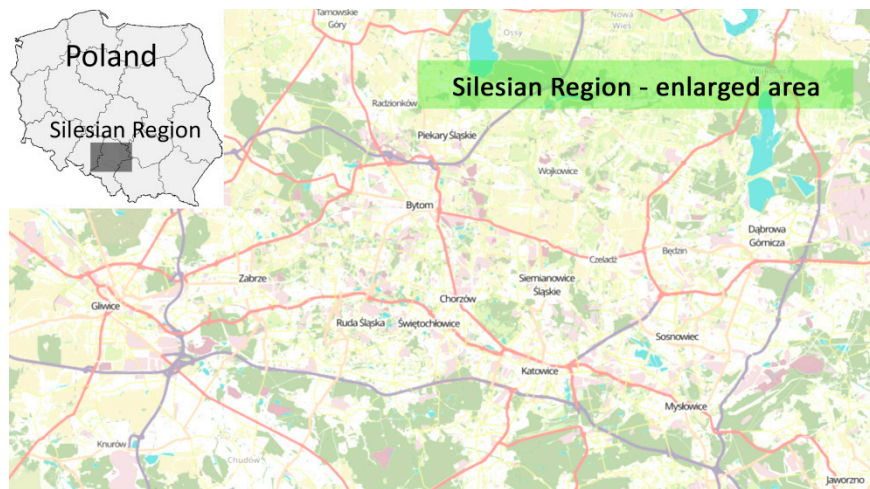 Poland
Silesian Region
Silesian Region - enlarged area
Tarnowskie
Góry
Ossy
Nowa
Wieś
Radzionków
Piekary Śląskie
Wojkowice
Bytom
Dąbrowa
Górnicza
Będzin
Czeladź
Zabrze
Siemianowice
Śląskie
Gliwice
Chorzów
Ruda Śląska
Świętochłowice
Sosnowiec
Katowice
Mysłowice
Knurów
Chudów
Jaworzno